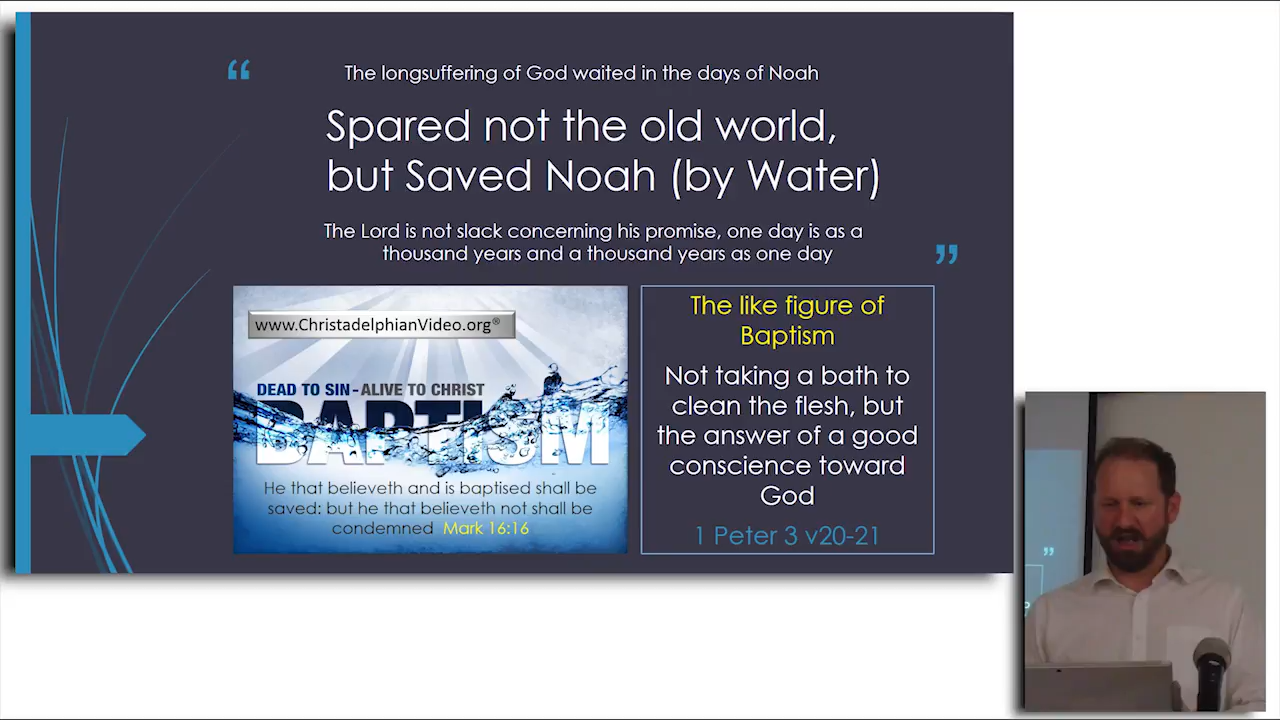 “
The longsuffering of God waited in the days of Noah
Spared not the old world,
but Saved Noah (by Water)
The Lord is not slack concerning his promise, one day is as a
thousand years and a thousand years as one day
”
www.ChristadelphianVideo.org®
DEAD TO SIN - ALIVE TO CHRIST
BAPTISM
He that believeth and is baptised shall be
saved: but he that believeth not shall be
condemned Mark 16:16
The like figure of
Baptism
Not taking a bath to
clean the flesh, but
the answer of a good
conscience toward
God
1 Peter 3 v20-21
”